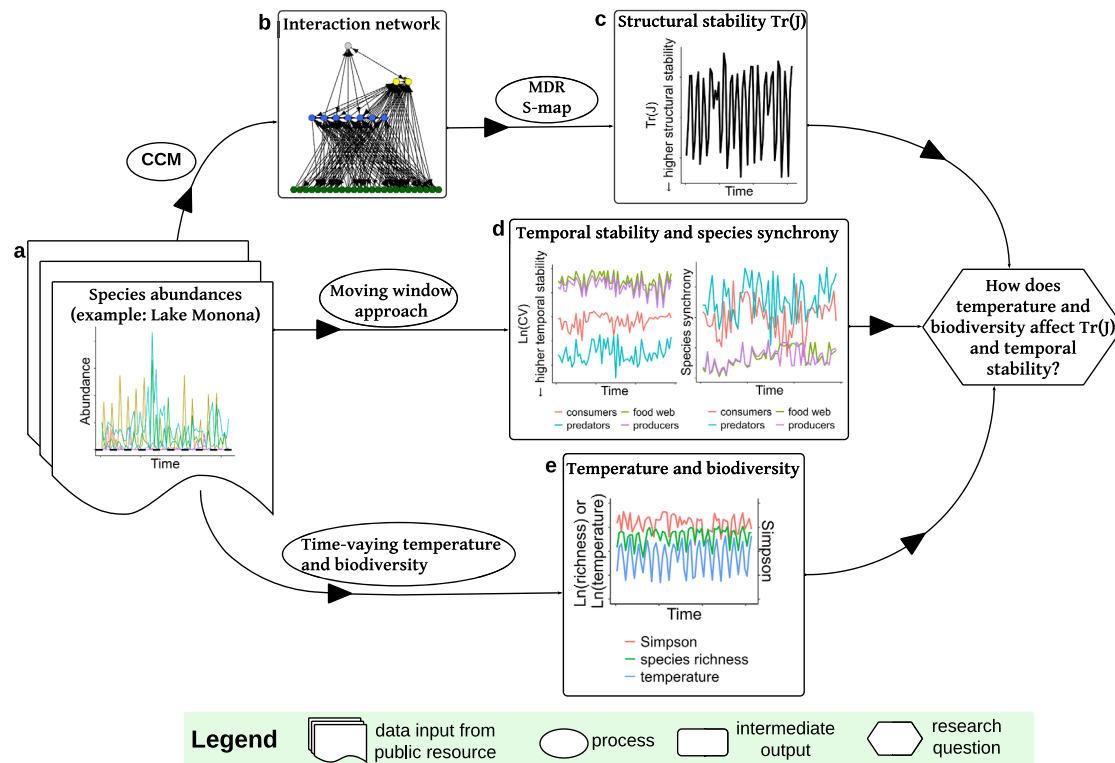 b
Interaction network
c
Structural stability Tr(J)
Tr(J)
← higher structural stability
Time
MDR
S-map
CCM
a
Species abundances
(example: Lake Monona)
Abundance
Time
Moving window
approach
d
Temporal stability and species synchrony
Ln(CV)
← higher temporal stability
Time
consumers
food web
predators
producers
Species synchrony
Time
consumers
food web
predators
producers
How does
temperature and
biodiversity affect Tr(J)
and temporal
stability?
Time-vaying temperature
and biodiversity
e
Temperature and biodiversity
Ln(richness) or
Ln(temperature)
Simpson
Time
Simpson
species richness
temperature
Legend
data input from
public resource
process
intermediate
output
research
question